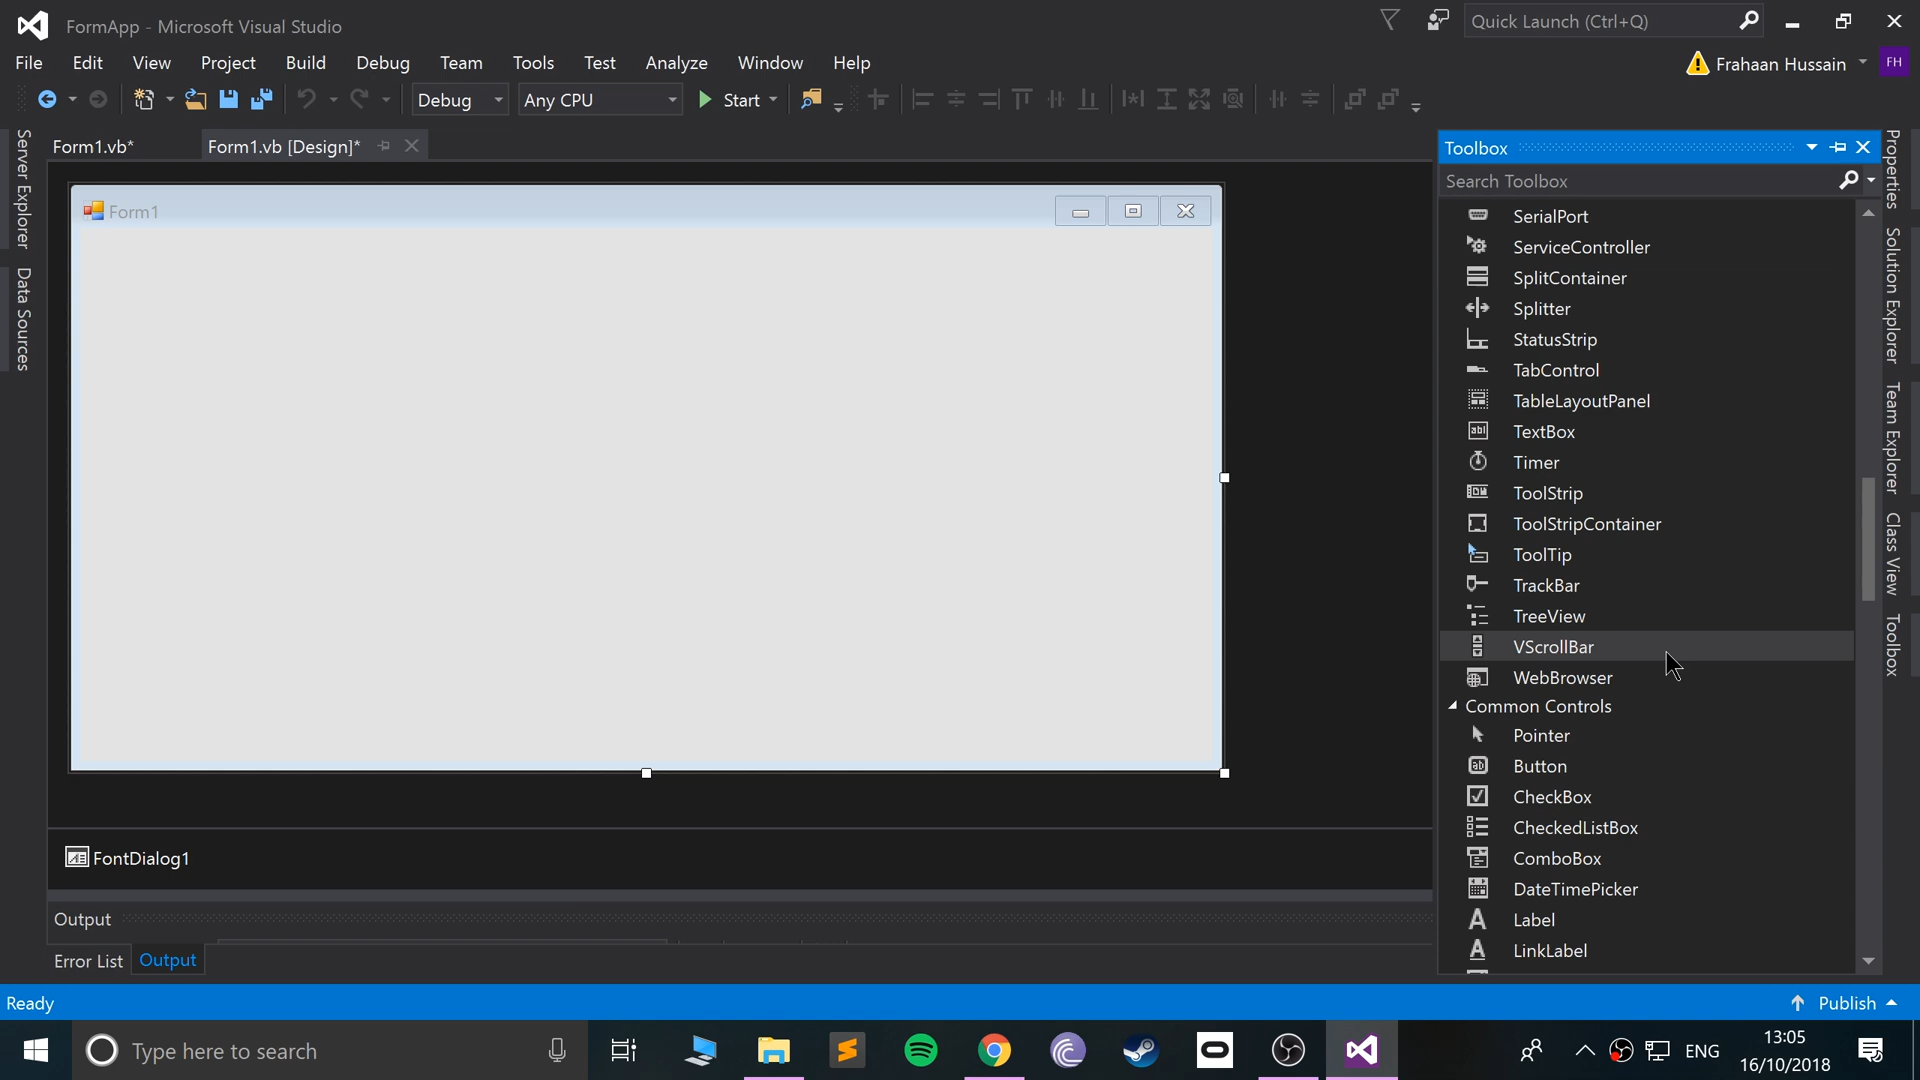 FormApp - Microsoft Visual Studio
Quick Launch (Ctrl+Q)
File Edit View Project Build Debug Team Tools Test Analyze Window Help
Frahaan Hussain FH
Debug Any CPU Start
Server Explorer
Data Sources
Form1.vb*
Form1.vb [Design]*
Form1
FontDialog1
Output
Error List Output
Toolbox
Search Toolbox
SerialPort
ServiceController
SplitContainer
Splitter
StatusStrip
TabControl
TableLayoutPanel
TextBox
Timer
ToolStrip
ToolStripContainer
ToolTip
TrackBar
TreeView
VScrollBar
WebBrowser
Common Controls
Pointer
Button
CheckBox
CheckedListBox
ComboBox
DateTimePicker
Label
LinkLabel
Properties
Solution Explorer
Team Explorer
Class View
Toolbox
Ready
Publish
Type here to search
ENG
13:05
16/10/2018